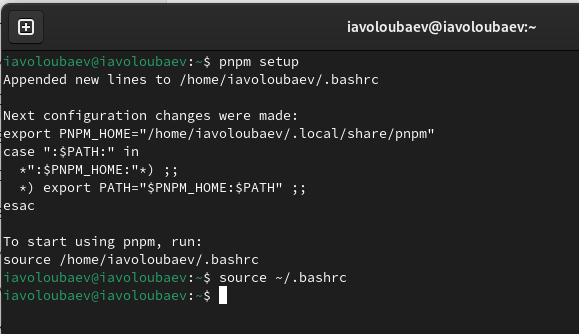 iavoloubaev@iavoloubaev:~
iavoloubaev@iavoloubaev:~$ pnpm setup
Appended new lines to /home/iavoloubaev/.bashrc

Next configuration changes were made:
export PNPM_HOME="/home/iavoloubaev/.local/share/pnpm"
case ":$PATH:" in
  *":$PNPM_HOME:"*) ;;
  *) export PATH="$PNPM_HOME:$PATH" ;;
esac

To start using pnpm, run:
source /home/iavoloubaev/.bashrc
iavoloubaev@iavoloubaev:~$ source ~/.bashrc
iavoloubaev@iavoloubaev:~$